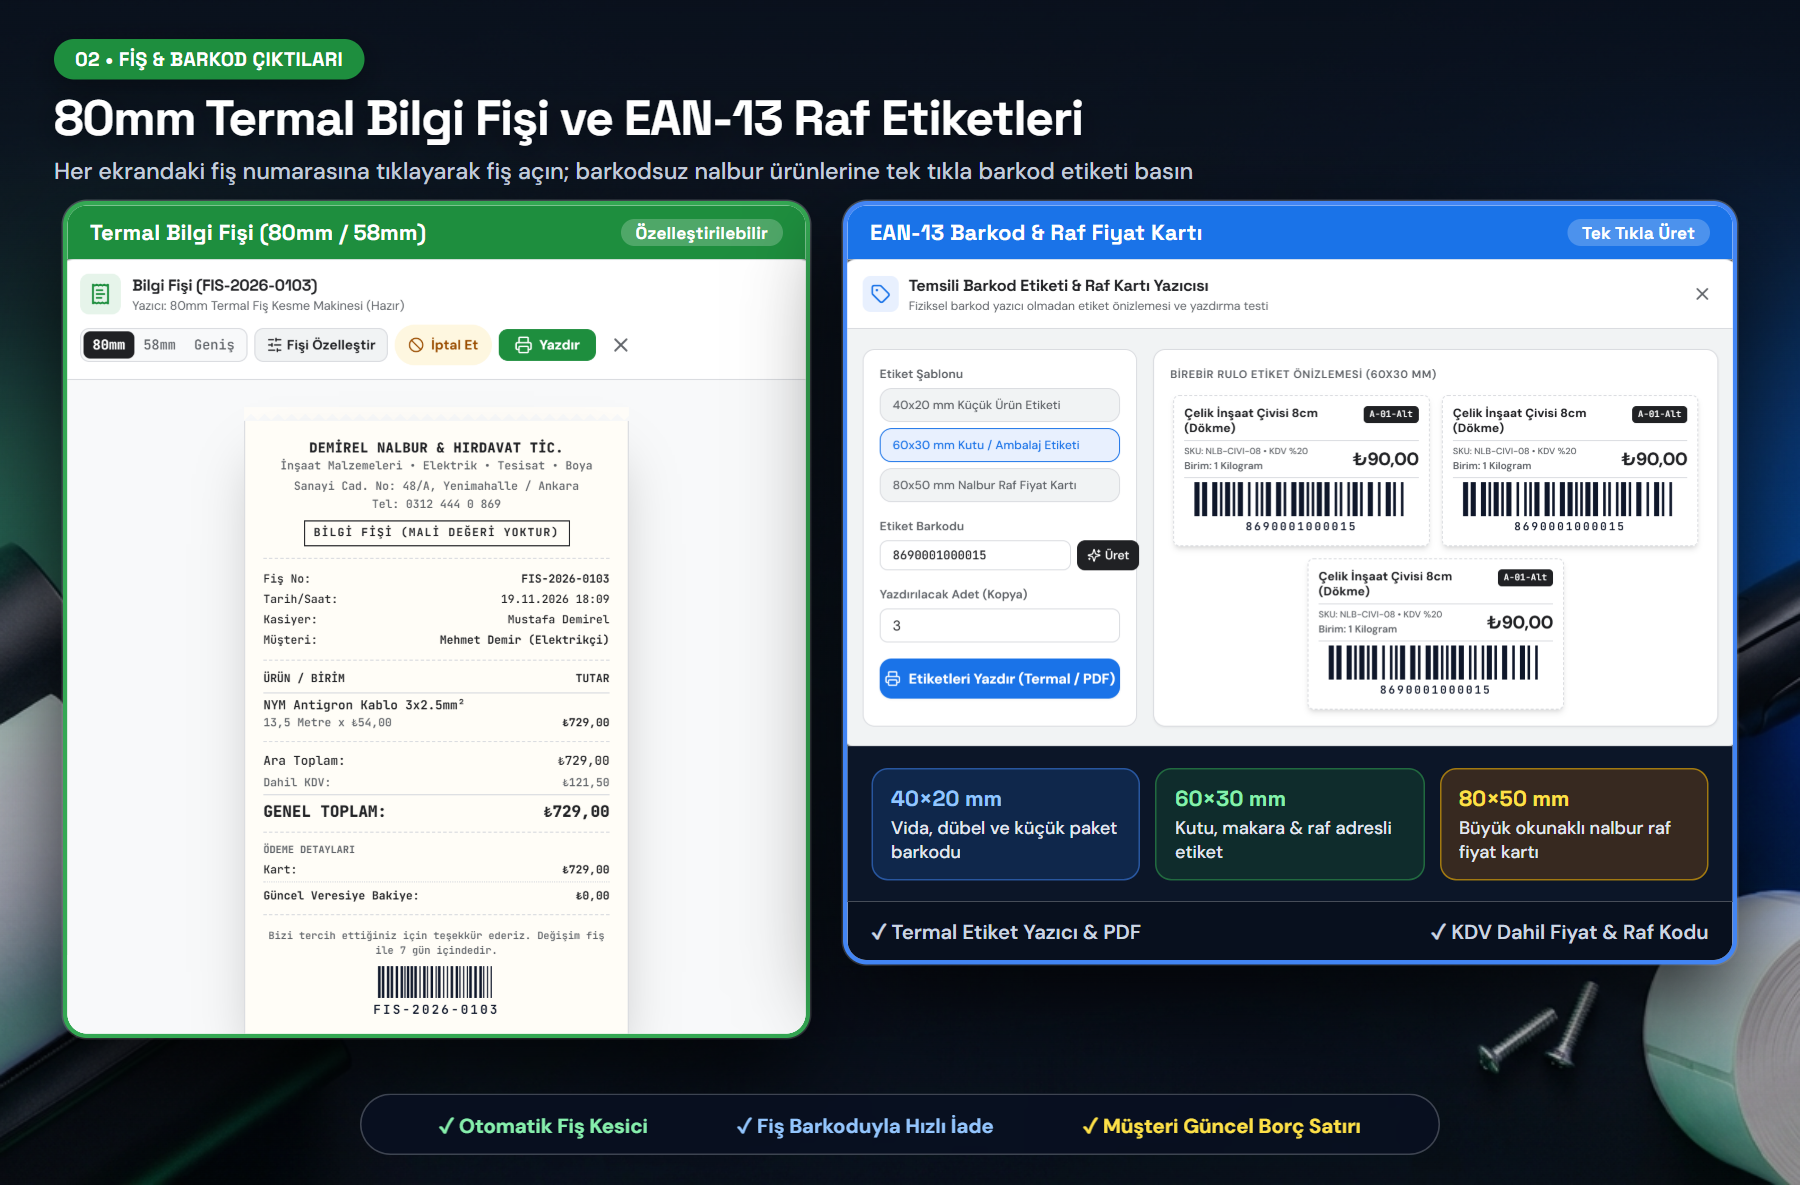 02 • FİŞ & BARKOD ÇIKTILARI
80mm Termal Bilgi Fişi ve EAN-13 Raf Etiketleri
Her ekrandaki fiş numarasına tıklayarak fiş açın; barkodsuz nalbur ürünlerine tek tıkla barkod etiketi basın
Termal Bilgi Fişi (80mm / 58mm)
Özelleştirilebilir
Bilgi Fişi (FIS-2026-0103)
Yazıcı: 80mm Termal Fiş Kesme Makinesi (Hazır)
80mm 58mm Geniş
Fişi Özelleştir
İptal Et
Yazdır
DEMİREL NALBUR & HIRDAVAT TİC.
İnşaat Malzemeleri • Elektrik • Tesisat • Boya
Sanayi Cad. No: 48/A, Yenimahalle / Ankara
Tel: 0312 444 0 869
BİLGİ FİŞİ (MALİ DEĞERİ YOKTUR)
Fiş No: FIS-2026-0103
Tarih/Saat: 19.11.2026 18:09
Kasiyer: Mustafa Demirel
Müşteri: Mehmet Demir (Elektrikçi)
ÜRÜN / BİRİM TUTAR
NYM Antigron Kablo 3x2.5mm²
13,5 Metre x ₺54,00 ₺729,00
Ara Toplam: ₺729,00
Dahil KDV: ₺121,50
GENEL TOPLAM: ₺729,00
ÖDEME DETAYLARI
Kart: ₺729,00
Güncel Veresiye Bakiye: ₺0,00
Bizi tercih ettiğiniz için teşekkür ederiz. Değişim fiş
ile 7 gün içindedir.
FIS-2026-0103
EAN-13 Barkod & Raf Fiyat Kartı
Tek Tıkla Üret
Temsili Barkod Etiketi & Raf Kartı Yazıcısı
Fiziksel barkod yazıcı olmadan etiket önizlemesi ve yazdırma testi
Etiket Şablonu
40x20 mm Küçük Ürün Etiketi
60x30 mm Kutu / Ambalaj Etiketi
80x50 mm Nalbur Raf Fiyat Kartı
Etiket Barkodu
8690001000015
Üret
Yazdırılacak Adet (Kopya)
3
Etiketleri Yazdır (Termal / PDF)
BİREBİR RULO ETİKET ÖNİZLEMESİ (60X30 MM)
Çelik İnşaat Çivisi 8cm
(Dökme)
A-01-Alt
SKU: NLB-CIVI-08 • KDV %20
Birim: 1 Kilogram
₺90,00
8690001000015
Çelik İnşaat Çivisi 8cm
(Dökme)
A-01-Alt
SKU: NLB-CIVI-08 • KDV %20
Birim: 1 Kilogram
₺90,00
8690001000015
Çelik İnşaat Çivisi 8cm
(Dökme)
A-01-Alt
SKU: NLB-CIVI-08 • KDV %20
Birim: 1 Kilogram
₺90,00
8690001000015
40×20 mm
Vida, dübel ve küçük paket
barkodu
60×30 mm
Kutu, makara & raf adresli
etiket
80×50 mm
Büyük okunaklı nalbur raf
fiyat kartı
✓ Termal Etiket Yazıcı & PDF
✓ KDV Dahil Fiyat & Raf Kodu
✓ Otomatik Fiş Kesici
✓ Fiş Barkoduyla Hızlı İade
✓ Müşteri Güncel Borç Satırı